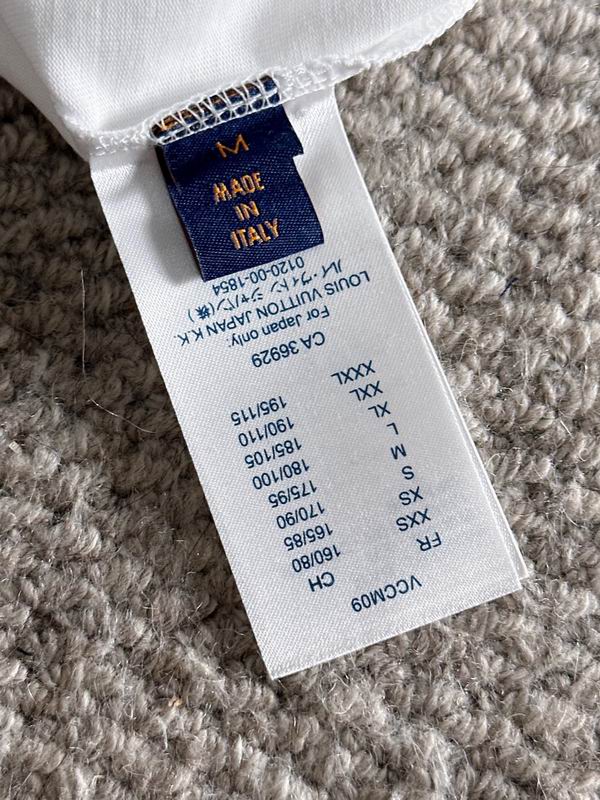 M
MADE
IN
ITALY
VCCM09
FR CH
XXS 160/80
XS 165/85
S 170/90
M 175/95
L 180/100
XL 185/105
XXL 190/110
XXXL 195/115
CA 36929
For Japan only:
LOUIS VUITTON JAPAN K.K.
ルイ・ヴィトン ジャパン(株)
0120-00-1854